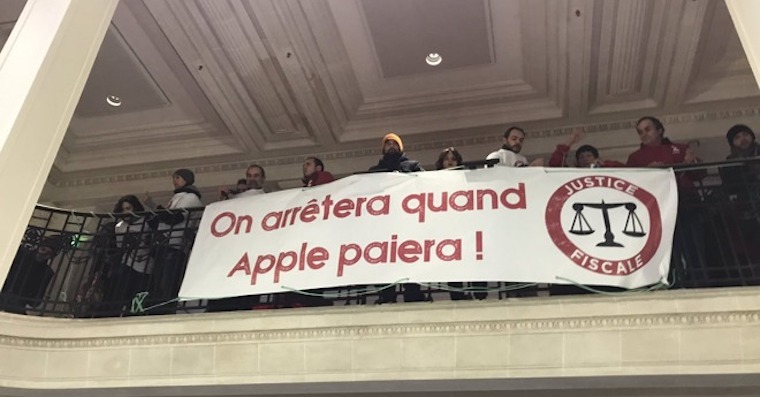 On arrêtera quand
Apple paiera !
JUSTICE
FISCALE